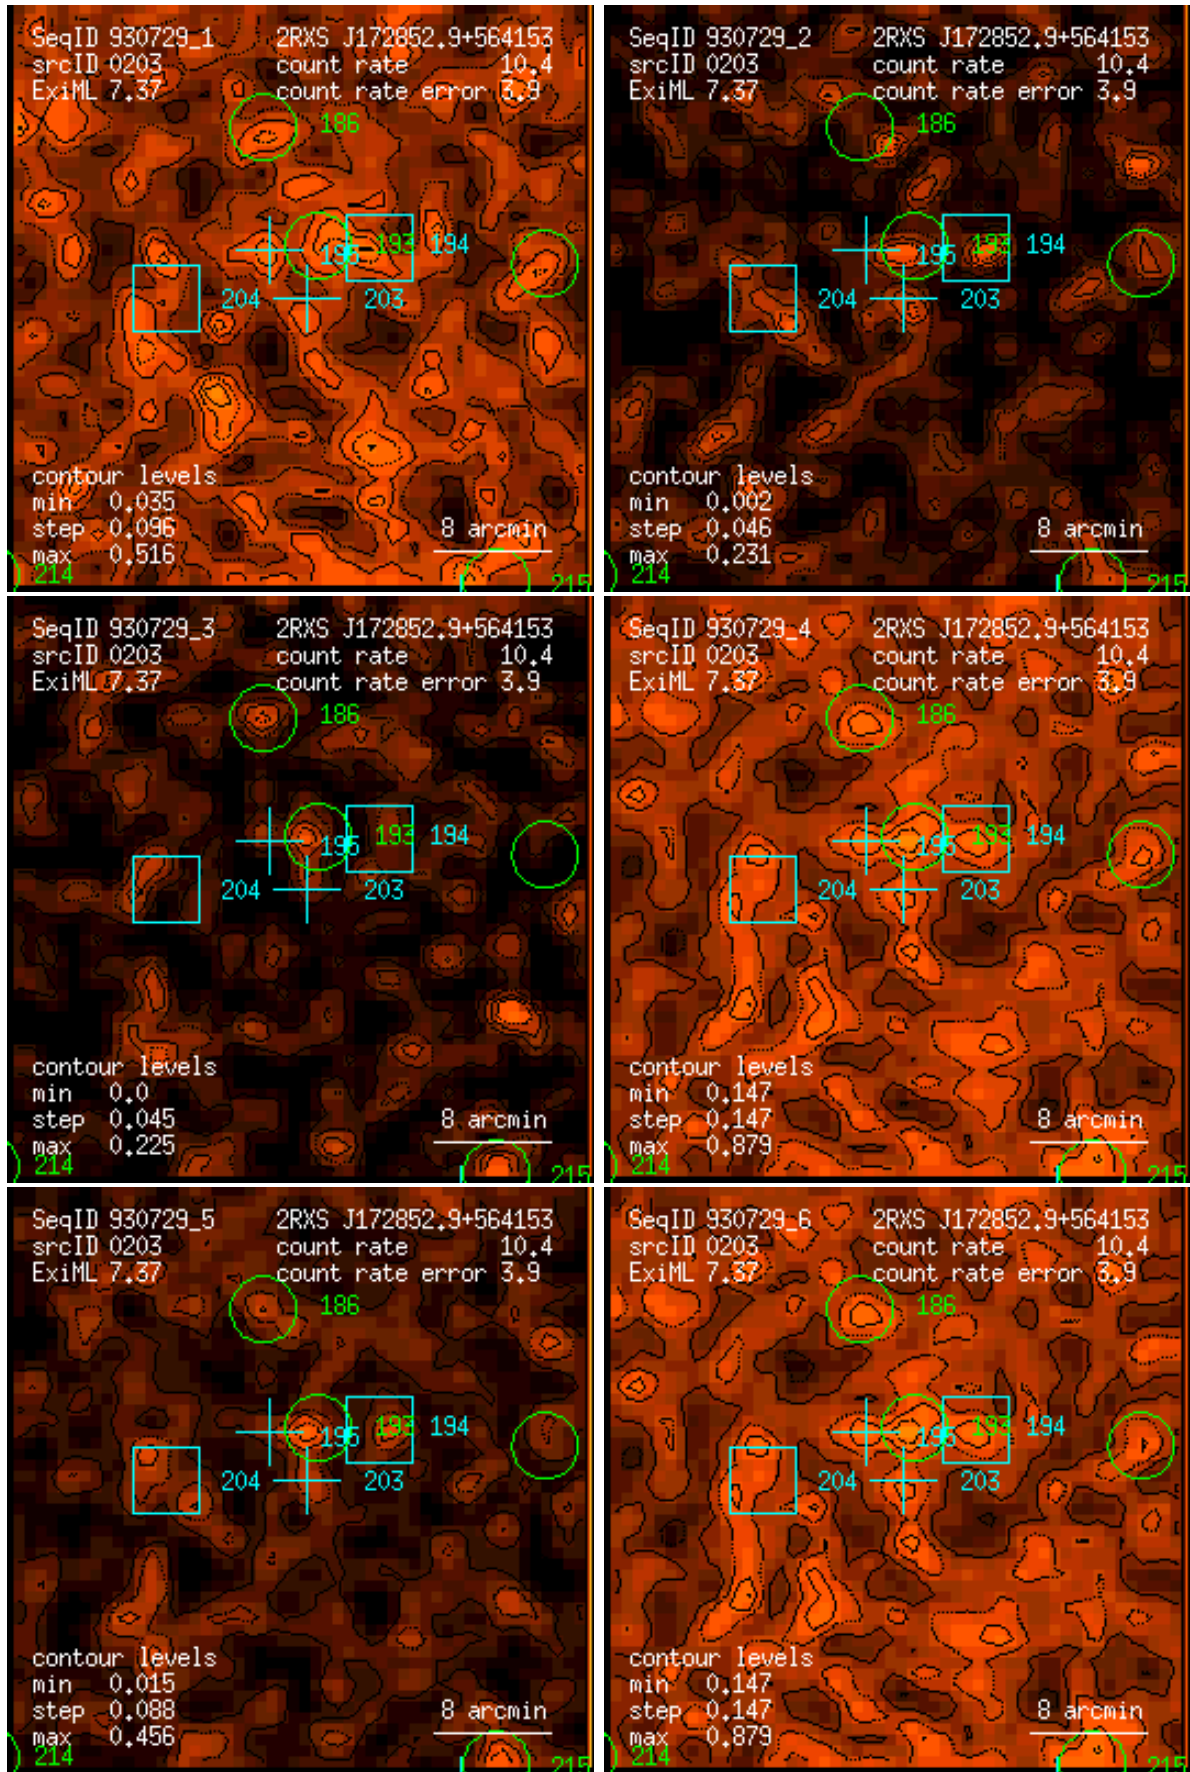 SeqID 930729_1 2RXS J172852.9+564153
srcID 0203 count rate 10.4
ExiML 7.37 count rate error 3.9
186
195 193 194
204 203
contour levels
min 0.035
step 0.096 8 arcmin
max 0.516
214 215
SeqID 930729_2 2RXS J172852.9+564153
srcID 0203 count rate 10.4
ExiML 7.37 count rate error 3.9
186
195 193 194
204 203
contour levels
min 0.002
step 0.046 8 arcmin
max 0.231
214 215
SeqID 930729_3 2RXS J172852.9+564153
srcID 0203 count rate 10.4
ExiML 7.37 count rate error 3.9
186
195 193 194
204 203
contour levels
min 0.0
step 0.045 8 arcmin
max 0.225
214 215
SeqID 930729_4 2RXS J172852.9+564153
srcID 0203 count rate 10.4
ExiML 7.37 count rate error 3.9
186
195 193 194
204 203
contour levels
min 0.147
step 0.147 8 arcmin
max 0.879
214 215
SeqID 930729_5 2RXS J172852.9+564153
srcID 0203 count rate 10.4
ExiML 7.37 count rate error 3.9
186
195 193 194
204 203
contour levels
min 0.015
step 0.088 8 arcmin
max 0.456
214 215
SeqID 930729_6 2RXS J172852.9+564153
srcID 0203 count rate 10.4
ExiML 7.37 count rate error 3.9
186
195 193 194
204 203
contour levels
min 0.147
step 0.147 8 arcmin
max 0.879
214 215